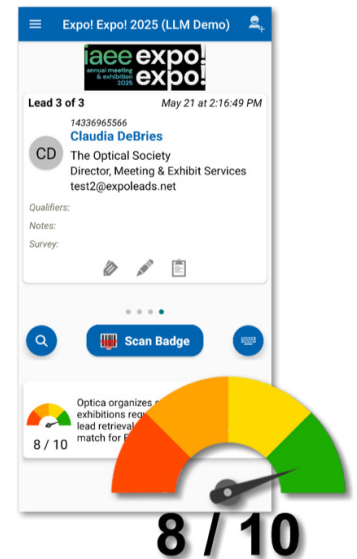 Expo! Expo! 2025 (LLM Demo)
iaee expo!
annual meeting
& exhibition
2025
expo!
Lead 3 of 3 May 21 at 2:16:49 PM
14336965566
CD
Claudia DeBries
The Optical Society
Director, Meeting & Exhibit Services
test2@expoleads.net
Qualifiers:
Notes:
Survey:
Scan Badge
Optica organizes
exhibitions
lead retrieval
match for
8 / 10
8 / 10